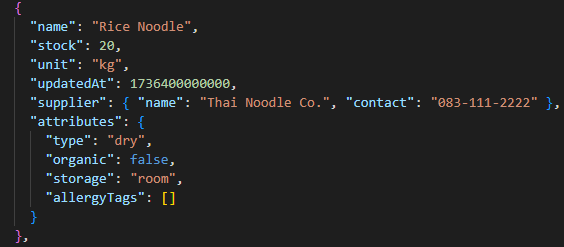 {
"name": "Rice Noodle",
"stock": 20,
"unit": "kg",
"updatedAt": 1736400000000,
"supplier": { "name": "Thai Noodle Co.", "contact": "083-111-2222" },
"attributes": {
"type": "dry",
"organic": false,
"storage": "room",
"allergyTags": []
}
},